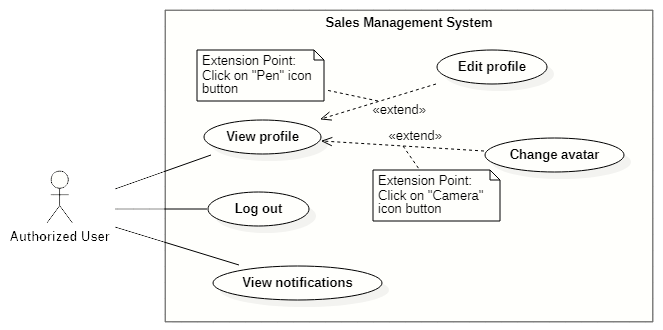 Sales Management System
Extension Point:
Click on "Pen" icon
button
Edit profile
«extend»
View profile
«extend»
Change avatar
Extension Point:
Click on "Camera"
icon button
Log out
Authorized User
View notifications